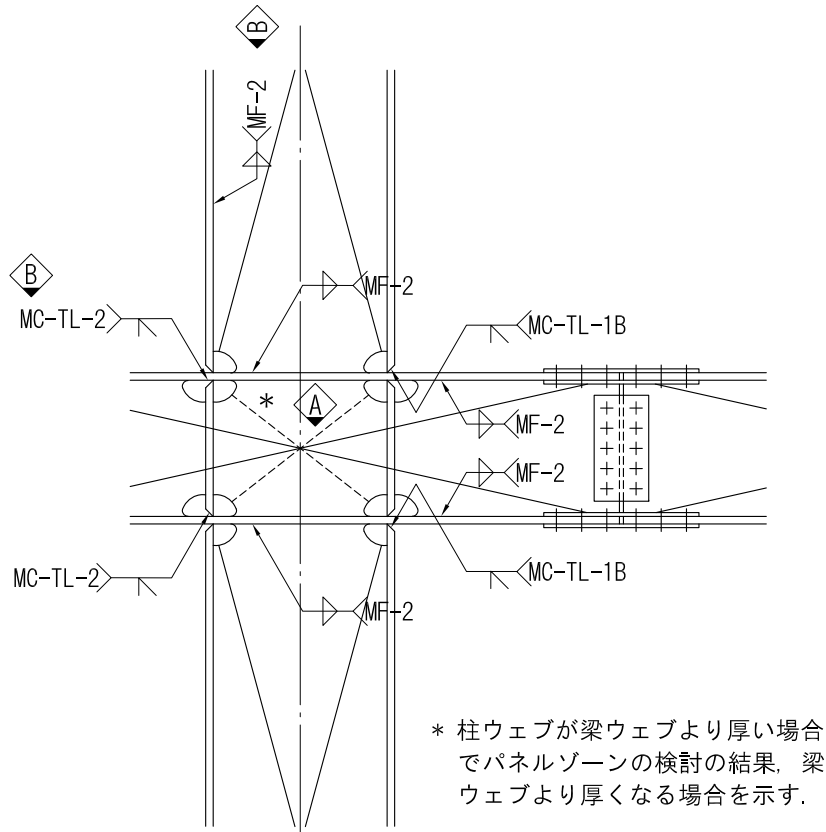 B
MF-2
B
MC-TL-2
MF-2
MC-TL-1B
* A
MF-2
MF-2
MC-TL-2
MC-TL-1B
MF-2
* 柱ウェブが梁ウェブより厚い場合
でパネルゾーンの検討の結果, 梁
ウェブより厚くなる場合を示す.